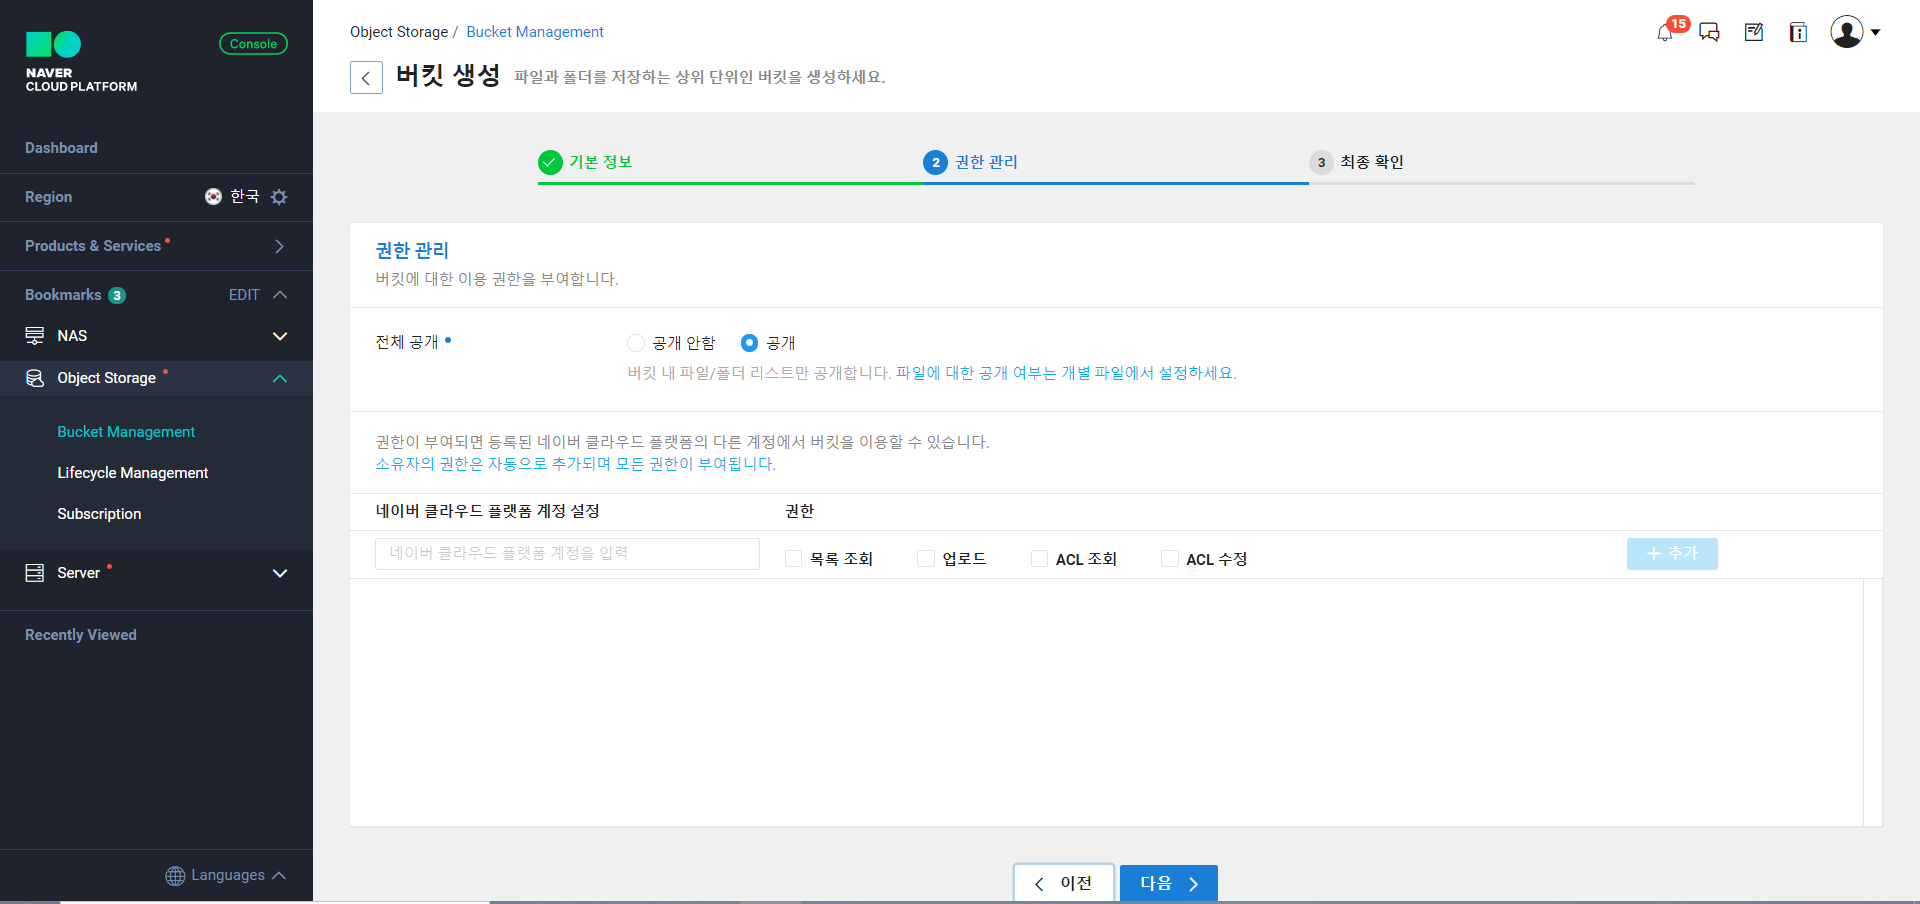 NAVER
CLOUD PLATFORM
Console
Dashboard
Region 한국
Products & Services
Bookmarks 3 EDIT
NAS
Object Storage
Bucket Management
Lifecycle Management
Subscription
Server
Recently Viewed
Languages
Object Storage / Bucket Management
15
버킷 생성 파일과 폴더를 저장하는 상위 단위인 버킷을 생성하세요.
기본 정보
2 권한 관리
3 최종 확인
권한 관리
버킷에 대한 이용 권한을 부여합니다.
전체 공개 공개 안함 공개
버킷 내 파일/폴더 리스트만 공개합니다. 파일에 대한 공개 여부는 개별 파일에서 설정하세요.
권한이 부여되면 등록된 네이버 클라우드 플랫폼의 다른 계정에서 버킷을 이용할 수 있습니다.
소유자의 권한은 자동으로 추가되며 모든 권한이 부여됩니다.
네이버 클라우드 플랫폼 계정 설정 권한
네이버 클라우드 플랫폼 계정을 입력 목록 조회 업로드 ACL 조회 ACL 수정 + 추가
이전 다음